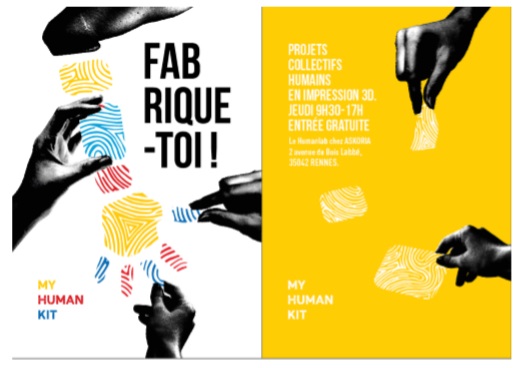 FAB
RIQUE
-TOI !
MY
HUMAN
KIT
PROJETS
COLLECTIFS
HUMAINS
EN IMPRESSION 3D.
JEUDI 9H30-17H
ENTREE GRATUITE
Le Humanlab chez ASKORIA
2 avenue du Bois Labbé,
35042 RENNES.
MY
HUMAN
KIT